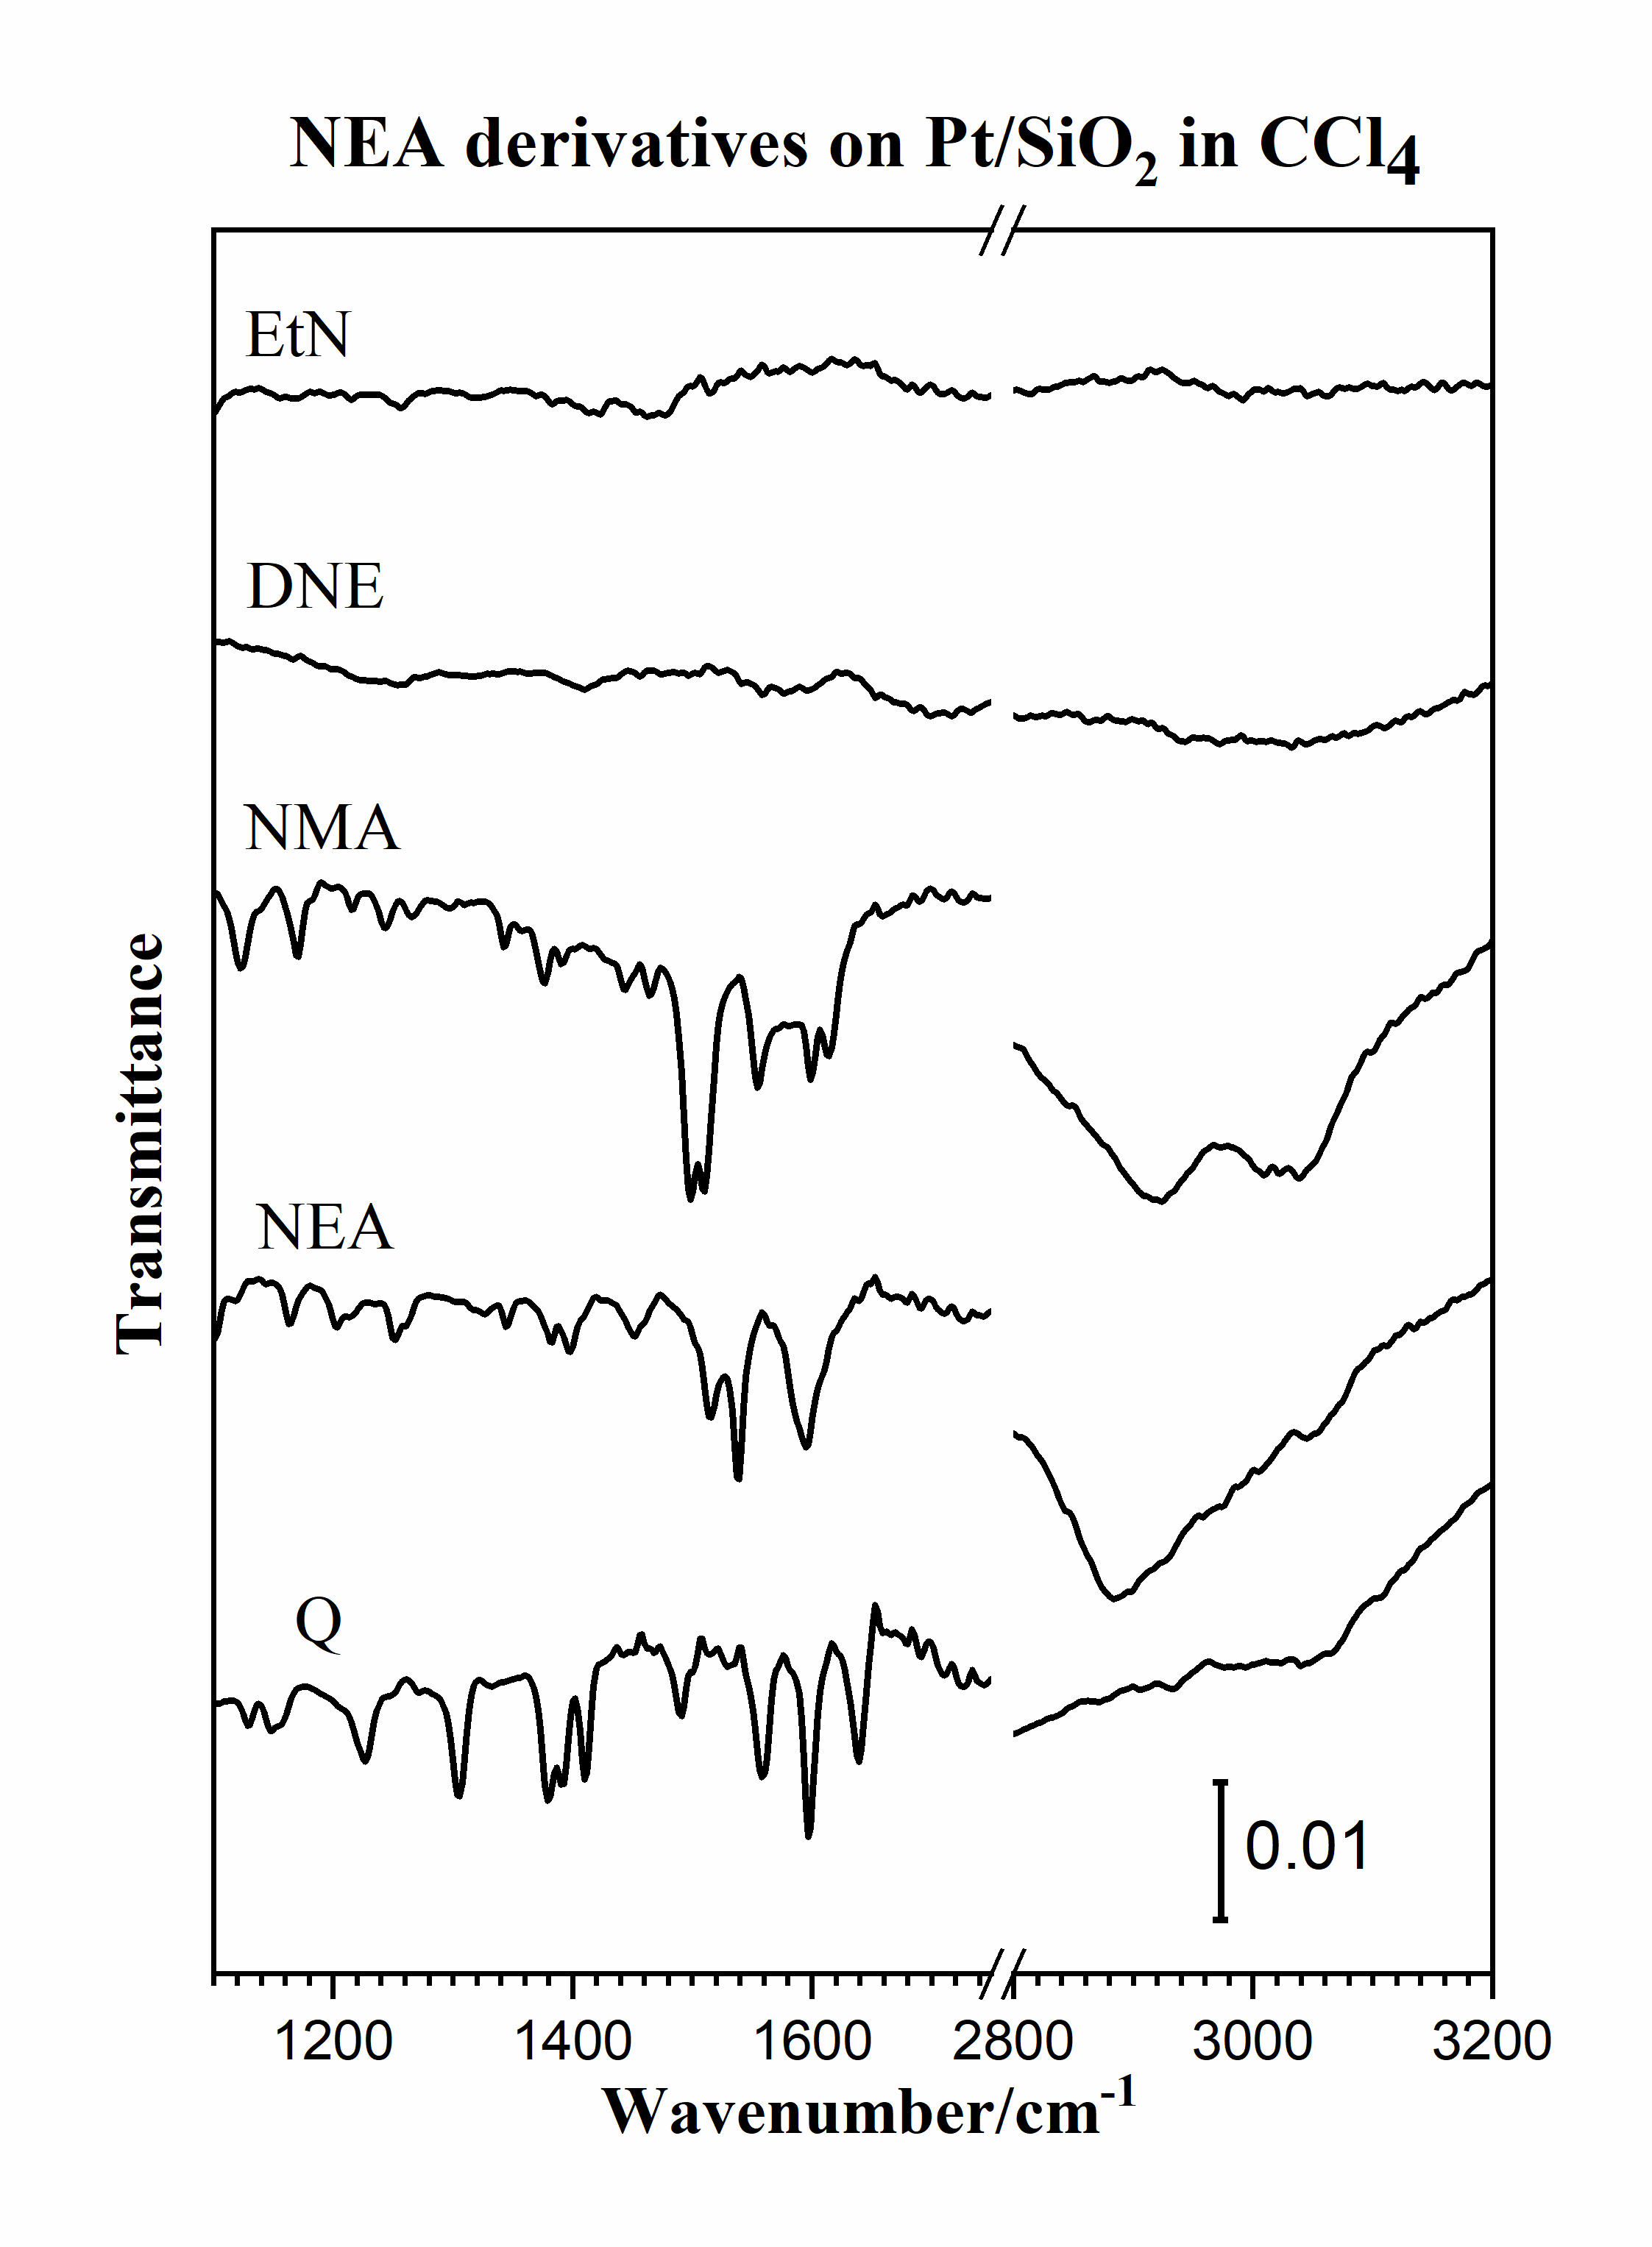 NEA derivatives on Pt/SiO2 in CCl4
EtN
DNE
NMA
NEA
Q
Transmittance
0.01
1200 1400 1600 2800 3000 3200
Wavenumber/cm-1